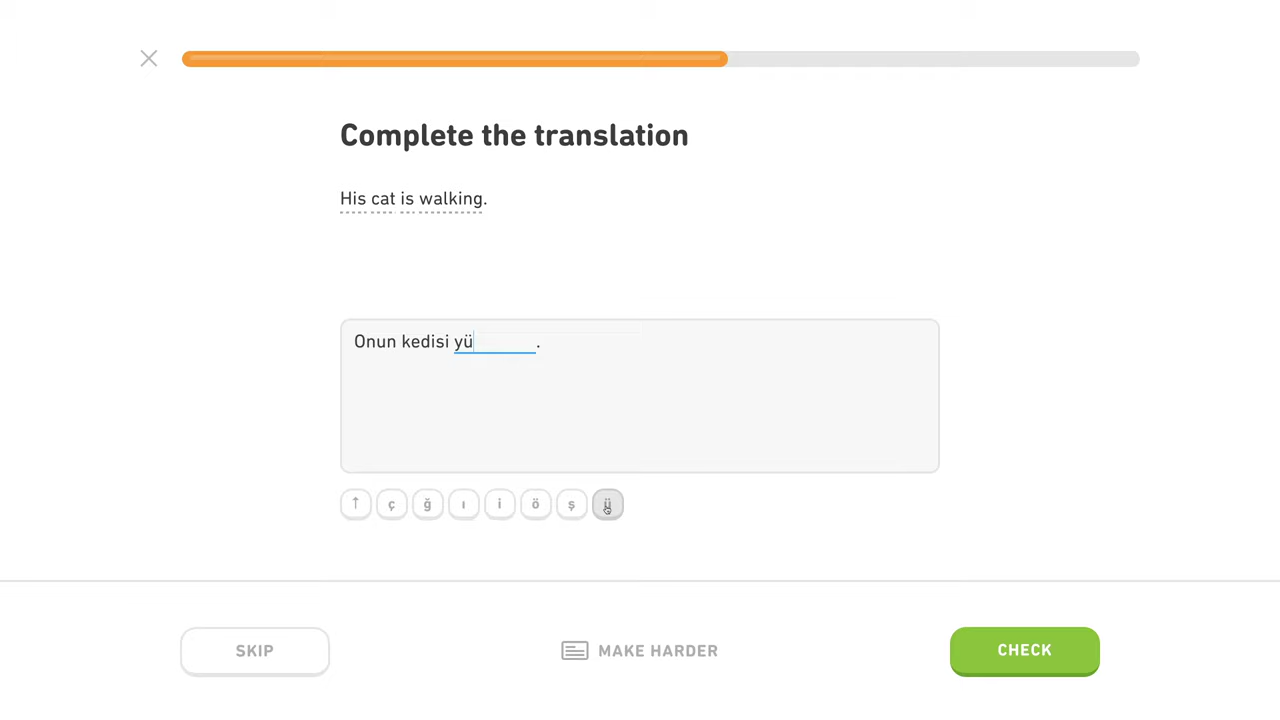 Complete the translation
His cat is walking.
Onun kedisi yü.
↑ ç ğ ı i ö ş ü
SKIP
MAKE HARDER
CHECK